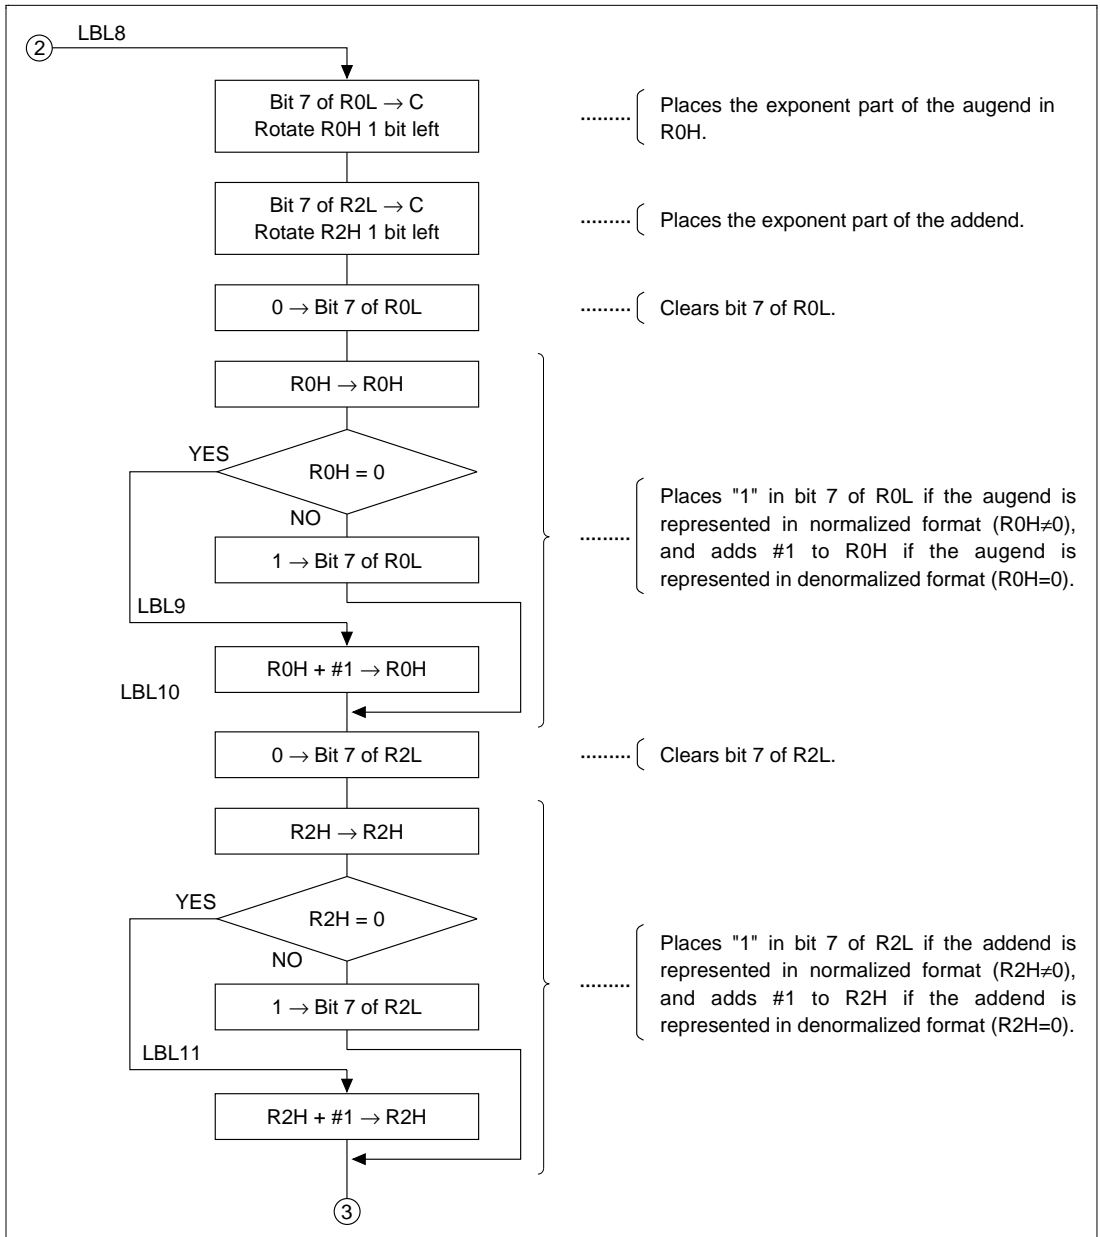 LBL8
2
Bit 7 of R0L → C
Rotate R0H 1 bit left
......... Places the exponent part of the augend in
R0H.
Bit 7 of R2L → C
Rotate R2H 1 bit left
......... Places the exponent part of the addend.
0 → Bit 7 of R0L
......... Clears bit 7 of R0L.
R0H → R0H
YES
R0H = 0
NO
1 → Bit 7 of R0L
......... Places "1" in bit 7 of R0L if the augend is
represented in normalized format (R0H≠0),
and adds #1 to R0H if the augend is
represented in denormalized format (R0H=0).
LBL9
R0H + #1 → R0H
LBL10
0 → Bit 7 of R2L
......... Clears bit 7 of R2L.
R2H → R2H
YES
R2H = 0
NO
1 → Bit 7 of R2L
......... Places "1" in bit 7 of R2L if the addend is
represented in normalized format (R2H≠0),
and adds #1 to R2H if the addend is
represented in denormalized format (R2H=0).
LBL11
R2H + #1 → R2H
3